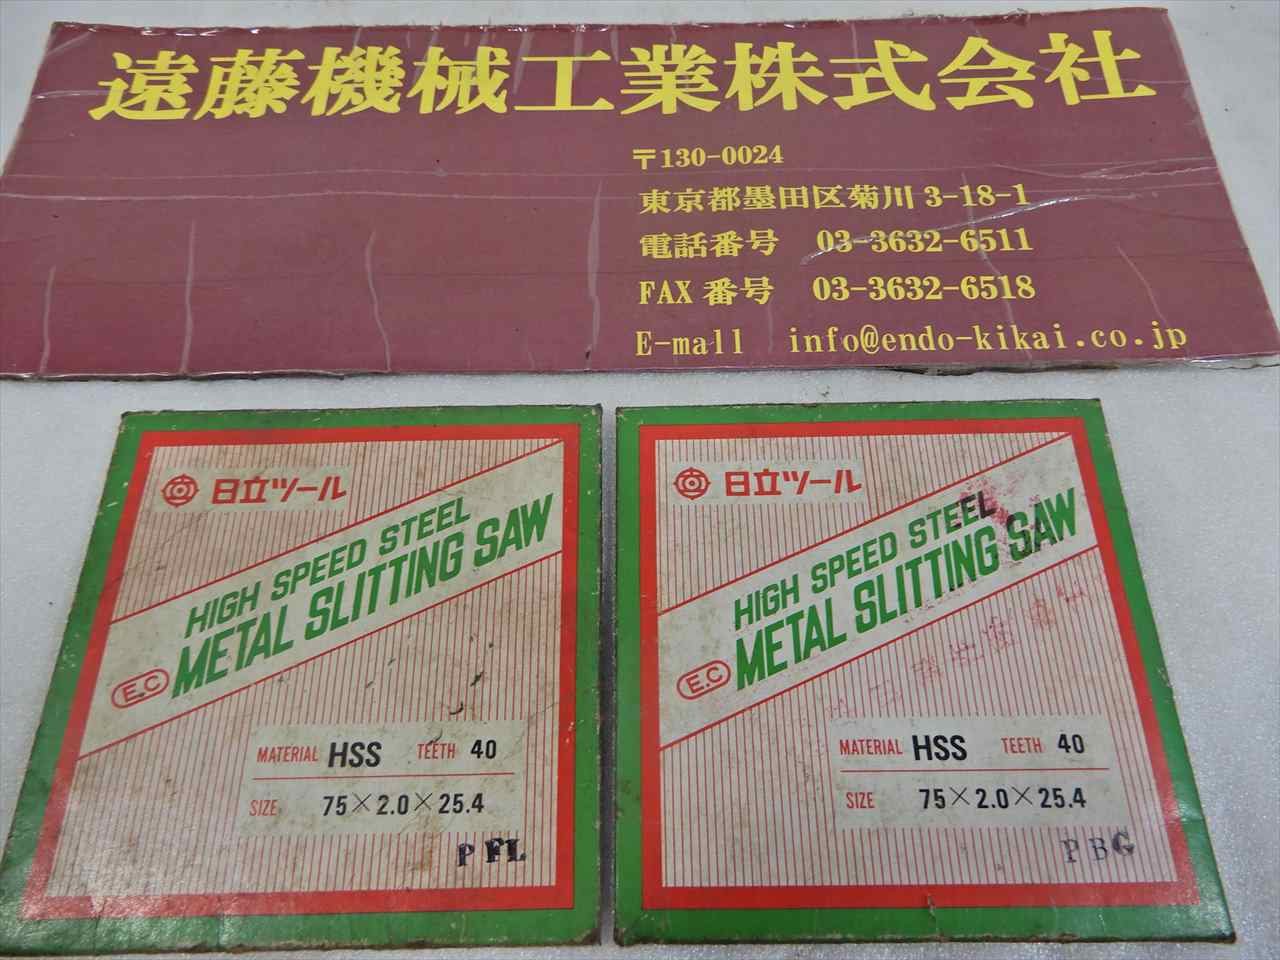 遠藤機械工業株式会社
〒130-0024
東京都墨田区菊川3-18-1
電話番号 03-3632-6511
FAX番号 03-3632-6518
E-mall info@endo-kikai.co.jp
日立ツール
HIGH SPEED STEEL
METAL SLITTING SAW
E.C
MATERIAL HSS TEETH 40
SIZE 75×2.0×25.4
P FL
日立ツール
HIGH SPEED STEEL
METAL SLITTING SAW
E.C
MATERIAL HSS TEETH 40
SIZE 75×2.0×25.4
PBG